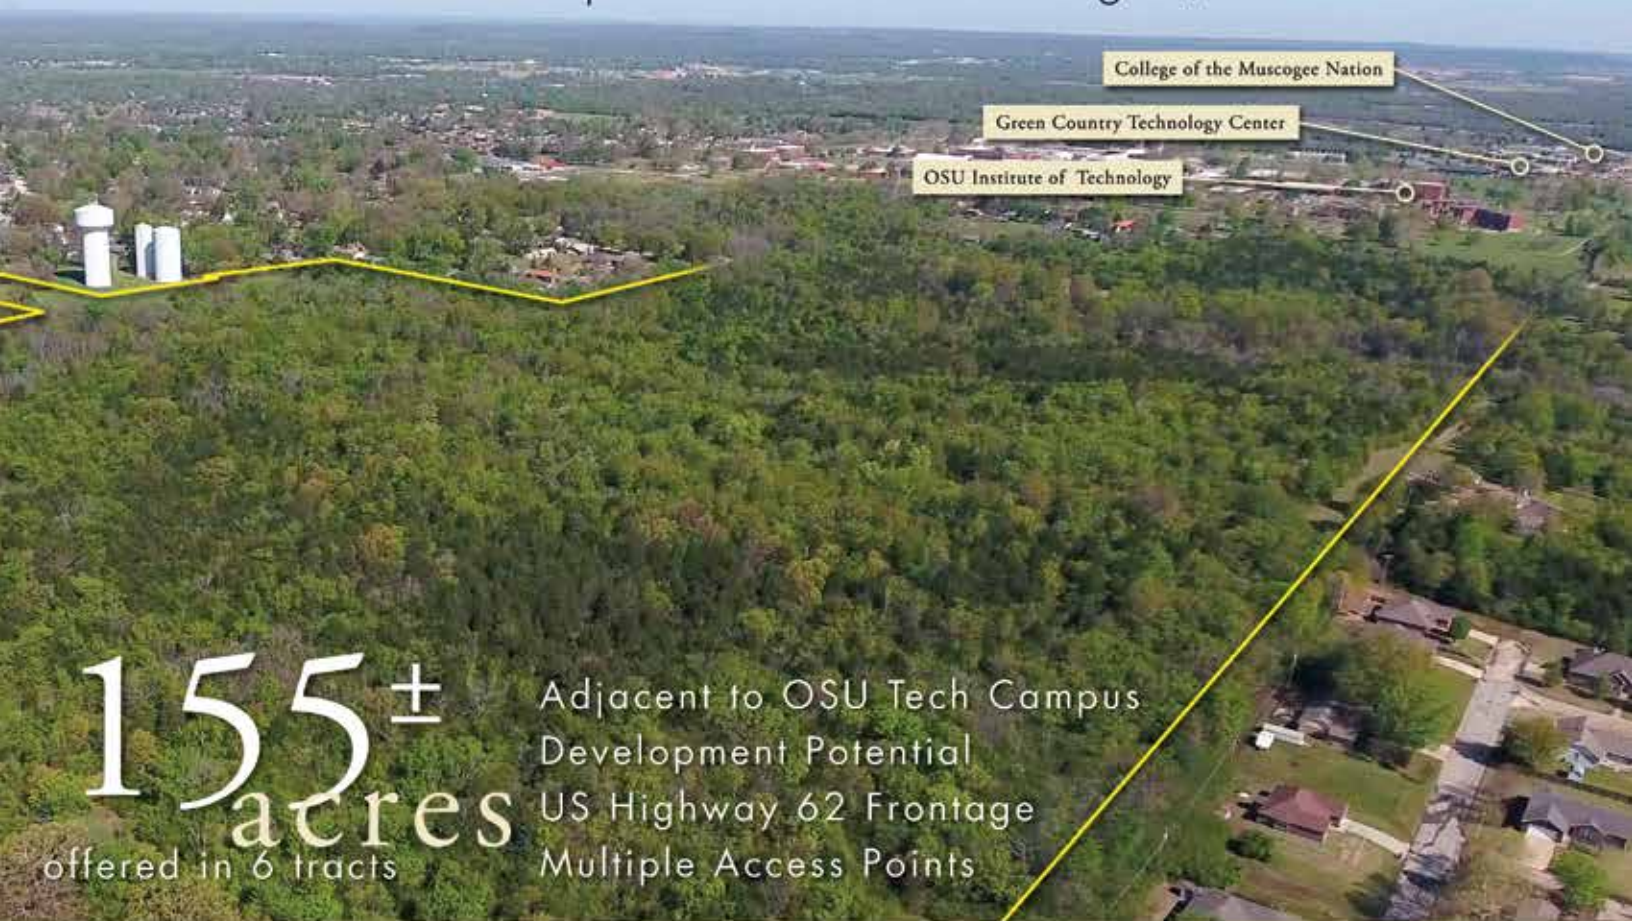 College of the Muscogee Nation
Green Country Technology Center
OSU Institute of Technology
155±
acres
offered in 6 tracts
Adjacent to OSU Tech Campus
Development Potential
US Highway 62 Frontage
Multiple Access Points